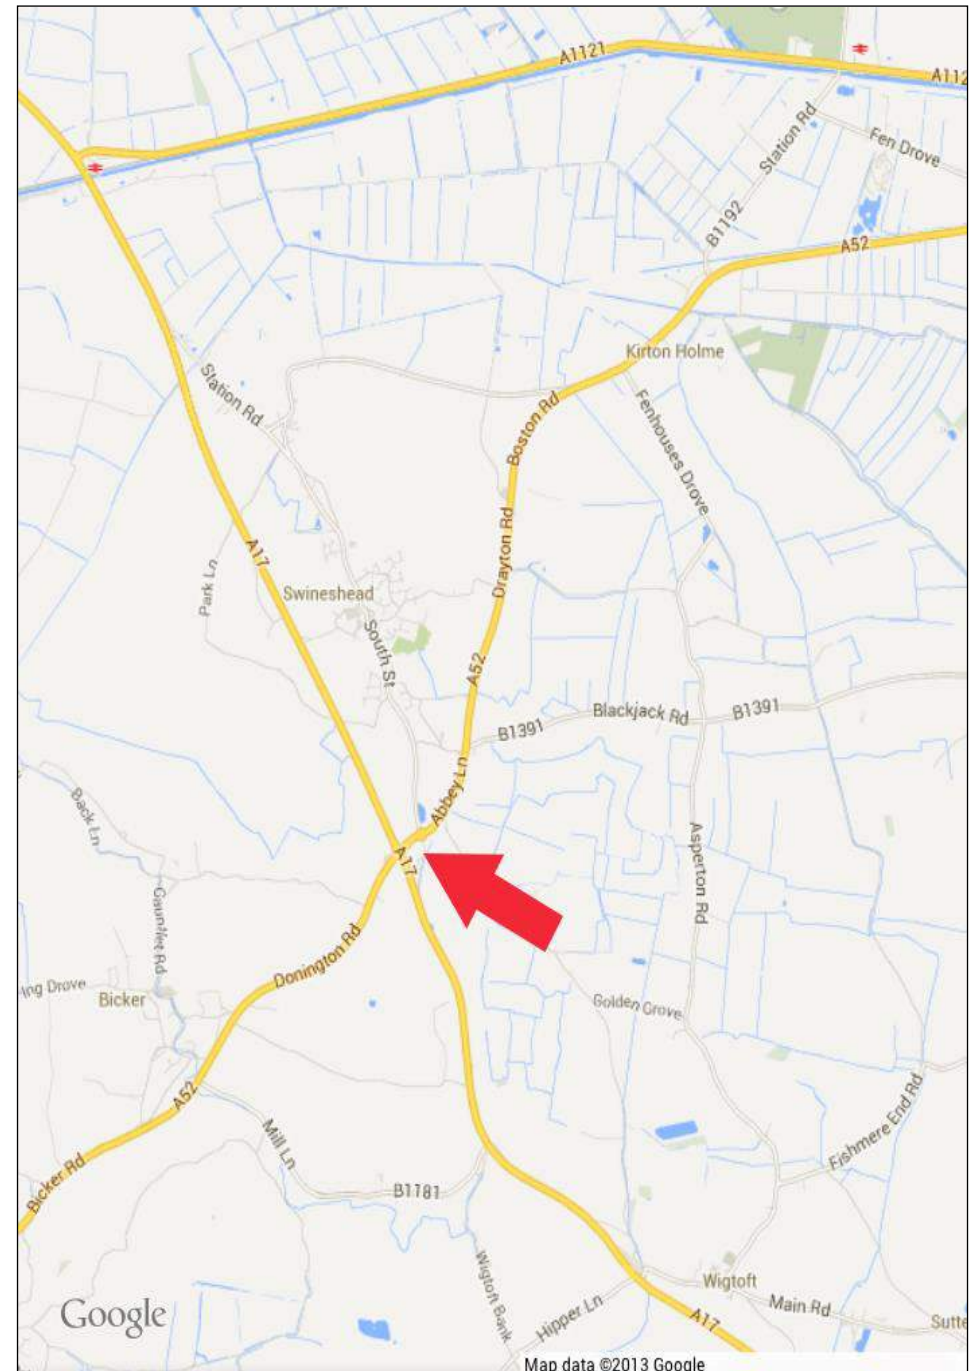 A1121
A112
Station Rd
Fen Drove
B1192
A52
Kirton Holme
Station Rd
Boston Rd
Fenhouses Drove
A17
Drayton Rd
Park Ln
Swineshead
South St
A52
Blackjack Rd
B1391
B1391
Abbey Ln
Back Ln
A17
Asperton Rd
Gauntlet Rd
Donington Rd
ing Drove
Bicker
Golden Grove
A52
Mill Ln
Fishmere End Rd
Bicker Rd
B1181
Wigtoft Bank
Wigtoft
Hipper Ln
Main Rd
A17
Sutte
Google
Map data ©2013 Google